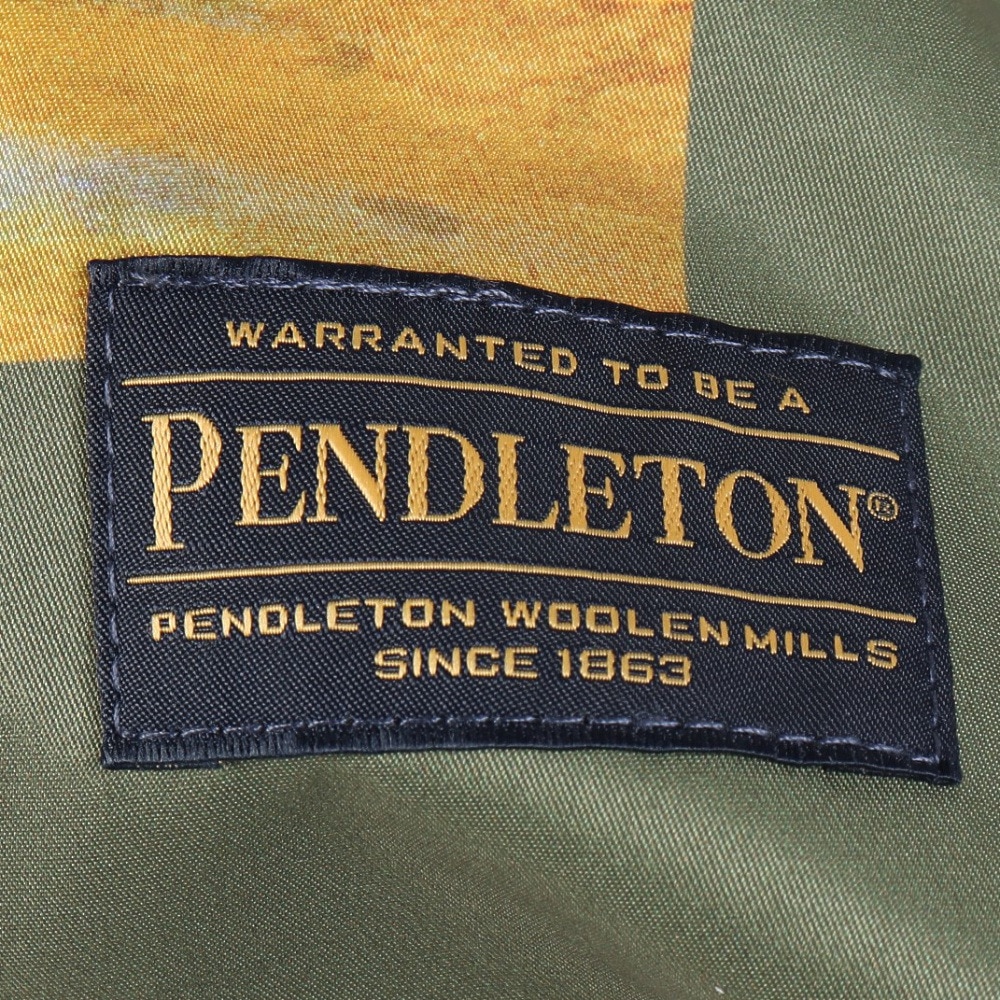 WARRANTED TO BE A
PENDLETON®
PENDLETON WOOLEN MILLS
SINCE 1863